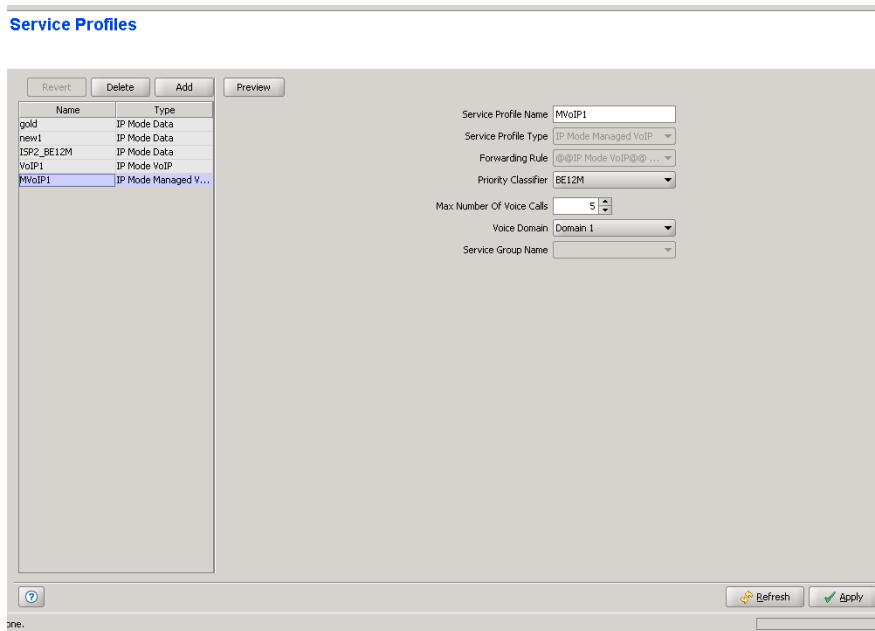 Service Profiles
Revert Delete Add Preview
Name Type
gold IP Mode Data
new1 IP Mode Data
ISP2_BE12M IP Mode Data
VoIP1 IP Mode VoIP
MVoIP1 IP Mode Managed V...
Service Profile Name MVoIP1
Service Profile Type IP Mode Managed VoIP
Forwarding Rule @@IP Mode VoIP@@ ...
Priority Classifier BE12M
Max Number Of Voice Calls 5
Voice Domain Domain 1
Service Group Name
? Refresh Apply
one.